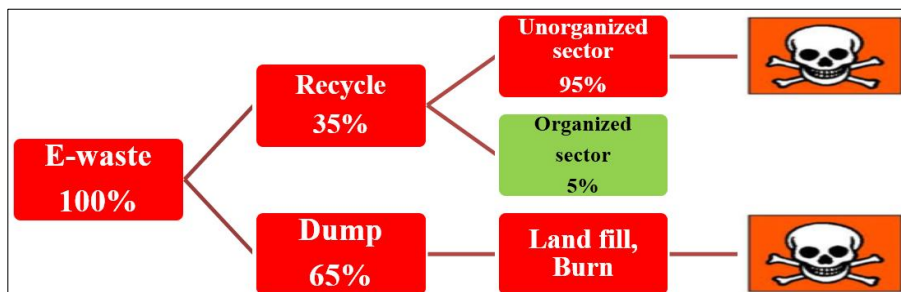 Unorganized
sector
95%
Recycle
35%
Organized
sector
5%
E-waste
100%
Dump
65%
Land fill,
Burn